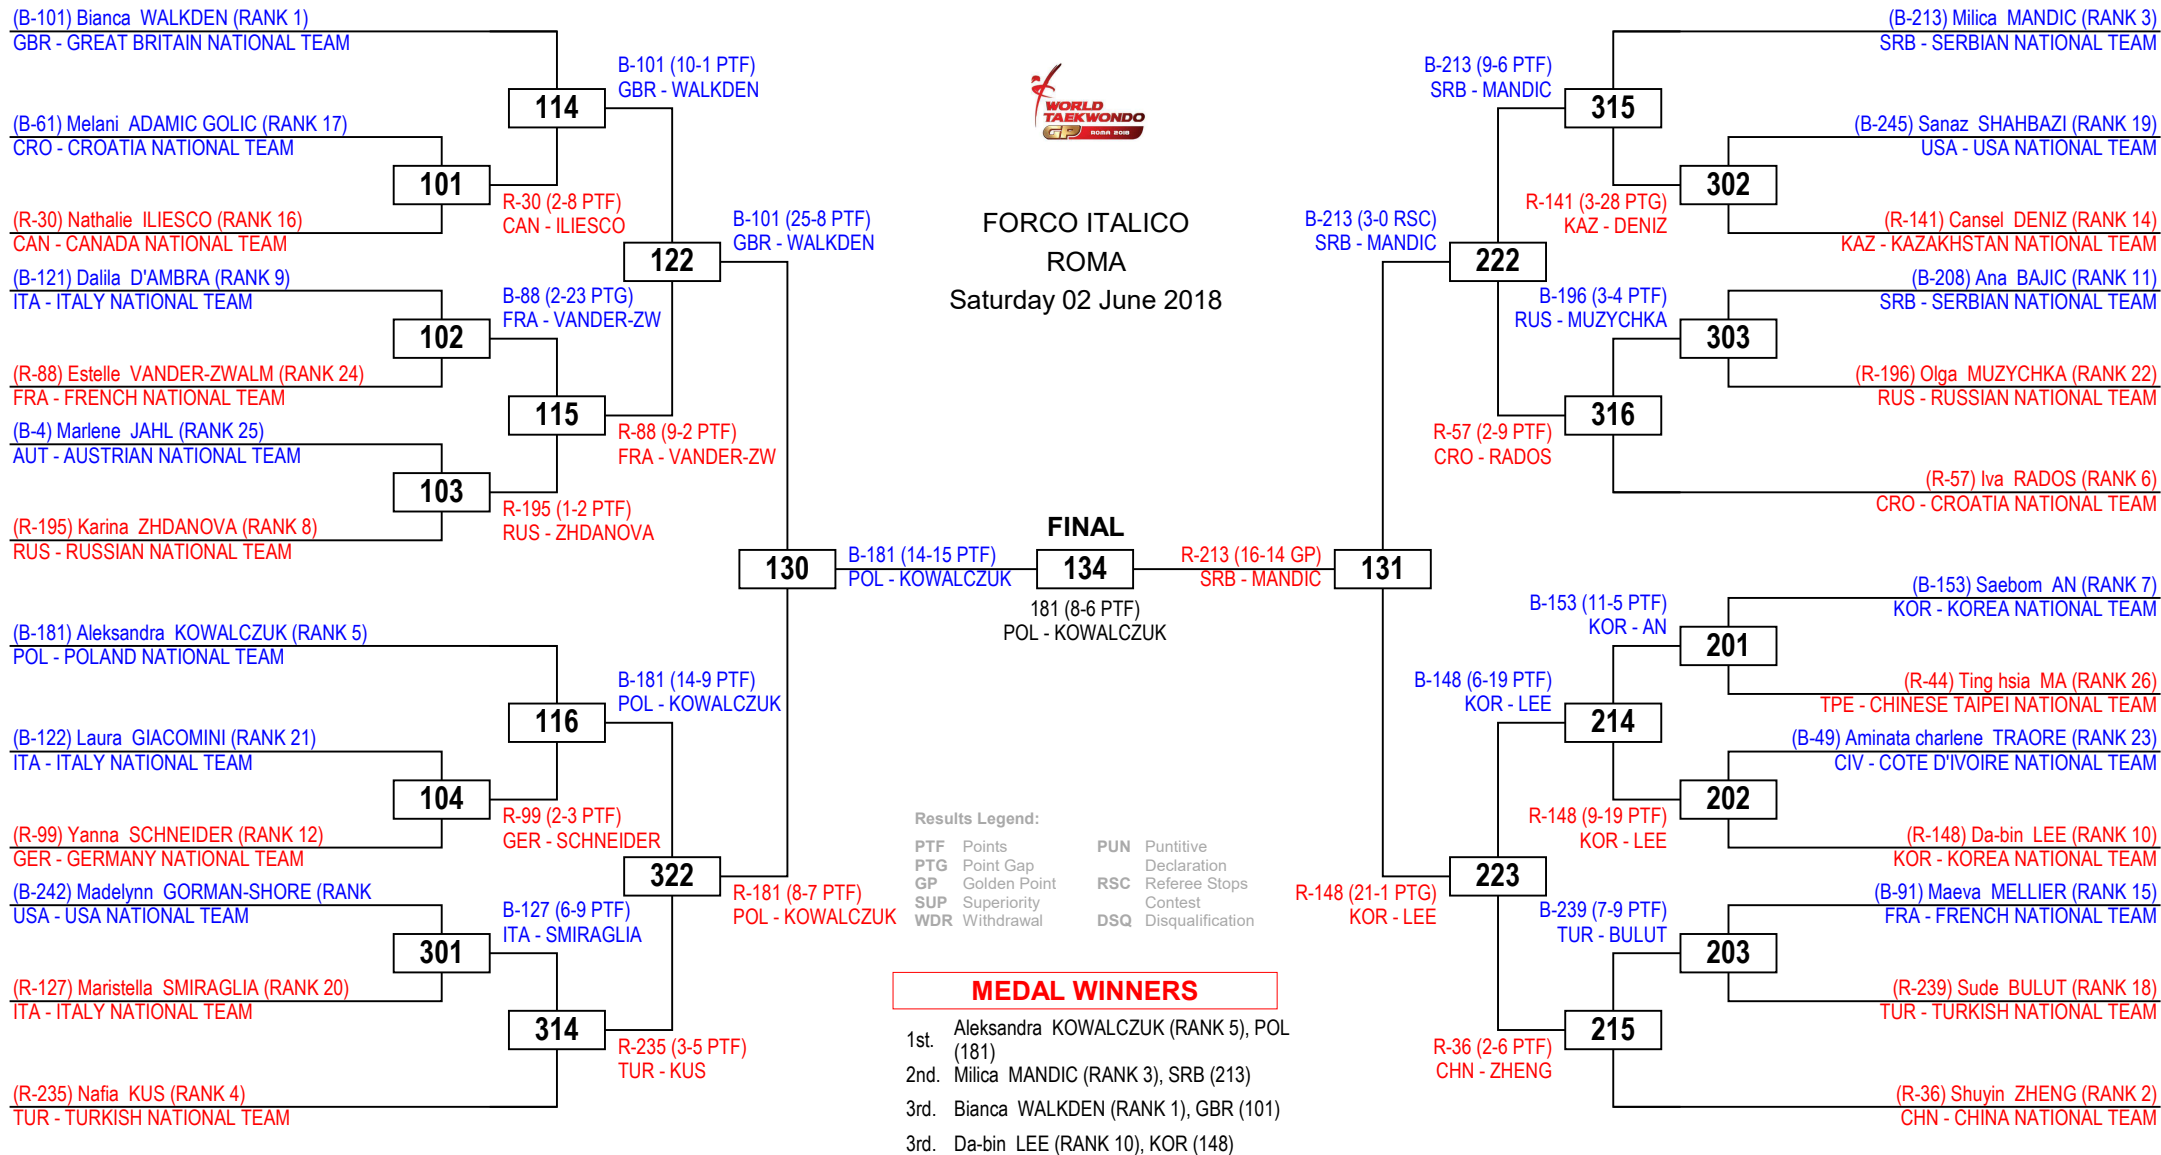 (B-101) Bianca WALKDEN (RANK 1)
GBR - GREAT BRITAIN NATIONAL TEAM
(B-61) Melani ADAMIC GOLIC (RANK 17)
CRO - CROATIA NATIONAL TEAM
(R-30) Nathalie ILIESCO (RANK 16)
CAN - CANADA NATIONAL TEAM
(B-121) Dalila D'AMBRA (RANK 9)
ITA - ITALY NATIONAL TEAM
(R-88) Estelle VANDER-ZWALM (RANK 24)
FRA - FRENCH NATIONAL TEAM
(B-4) Marlene JAHL (RANK 25)
AUT - AUSTRIAN NATIONAL TEAM
(R-195) Karina ZHDANOVA (RANK 8)
RUS - RUSSIAN NATIONAL TEAM
(B-181) Aleksandra KOWALCZUK (RANK 5)
POL - POLAND NATIONAL TEAM
(B-122) Laura GIACOMINI (RANK 21)
ITA - ITALY NATIONAL TEAM
(R-99) Yanna SCHNEIDER (RANK 12)
GER - GERMANY NATIONAL TEAM
(B-242) Madelynn GORMAN-SHORE (RANK
USA - USA NATIONAL TEAM
(R-127) Maristella SMIRAGLIA (RANK 20)
ITA - ITALY NATIONAL TEAM
(R-235) Nafia KUS (RANK 4)
TUR - TURKISH NATIONAL TEAM
101
102
103
104
301
R-30 (2-8 PTF)
CAN - ILIESCO
B-88 (2-23 PTG)
FRA - VANDER-ZW
R-195 (1-2 PTF)
RUS - ZHDANOVA
R-99 (2-3 PTF)
GER - SCHNEIDER
B-127 (6-9 PTF)
ITA - SMIRAGLIA
114
115
116
314
B-101 (10-1 PTF)
GBR - WALKDEN
R-88 (9-2 PTF)
FRA - VANDER-ZW
B-181 (14-9 PTF)
POL - KOWALCZUK
R-235 (3-5 PTF)
TUR - KUS
122
322
B-101 (25-8 PTF)
GBR - WALKDEN
R-181 (8-7 PTF)
POL - KOWALCZUK
130
B-181 (14-15 PTF)
POL - KOWALCZUK
WORLD
TAEKWONDO
GP ROMA 2018
FORCO ITALICO
ROMA
Saturday 02 June 2018
FINAL
134
181 (8-6 PTF)
POL - KOWALCZUK
R-213 (16-14 GP)
SRB - MANDIC
131
B-213 (3-0 RSC)
SRB - MANDIC
R-148 (21-1 PTG)
KOR - LEE
222
223
B-213 (9-6 PTF)
SRB - MANDIC
R-57 (2-9 PTF)
CRO - RADOS
B-148 (6-19 PTF)
KOR - LEE
R-36 (2-6 PTF)
CHN - ZHENG
315
316
214
215
R-141 (3-28 PTG)
KAZ - DENIZ
B-196 (3-4 PTF)
RUS - MUZYCHKA
B-153 (11-5 PTF)
KOR - AN
R-148 (9-19 PTF)
KOR - LEE
B-239 (7-9 PTF)
TUR - BULUT
302
303
201
202
203
(B-213) Milica MANDIC (RANK 3)
SRB - SERBIAN NATIONAL TEAM
(B-245) Sanaz SHAHBAZI (RANK 19)
USA - USA NATIONAL TEAM
(R-141) Cansel DENIZ (RANK 14)
KAZ - KAZAKHSTAN NATIONAL TEAM
(B-208) Ana BAJIC (RANK 11)
SRB - SERBIAN NATIONAL TEAM
(R-196) Olga MUZYCHKA (RANK 22)
RUS - RUSSIAN NATIONAL TEAM
(R-57) Iva RADOS (RANK 6)
CRO - CROATIA NATIONAL TEAM
(B-153) Saebom AN (RANK 7)
KOR - KOREA NATIONAL TEAM
(R-44) Ting hsia MA (RANK 26)
TPE - CHINESE TAIPEI NATIONAL TEAM
(B-49) Aminata charlene TRAORE (RANK 23)
CIV - COTE D'IVOIRE NATIONAL TEAM
(R-148) Da-bin LEE (RANK 10)
KOR - KOREA NATIONAL TEAM
(B-91) Maeva MELLIER (RANK 15)
FRA - FRENCH NATIONAL TEAM
(R-239) Sude BULUT (RANK 18)
TUR - TURKISH NATIONAL TEAM
(R-36) Shuyin ZHENG (RANK 2)
CHN - CHINA NATIONAL TEAM
Results Legend:
PTF Points
PTG Point Gap
GP Golden Point
SUP Superiority
WDR Withdrawal
PUN Puntitive
Declaration
RSC Referee Stops
Contest
DSQ Disqualification
MEDAL WINNERS
1st. Aleksandra KOWALCZUK (RANK 5), POL
(181)
2nd. Milica MANDIC (RANK 3), SRB (213)
3rd. Bianca WALKDEN (RANK 1), GBR (101)
3rd. Da-bin LEE (RANK 10), KOR (148)